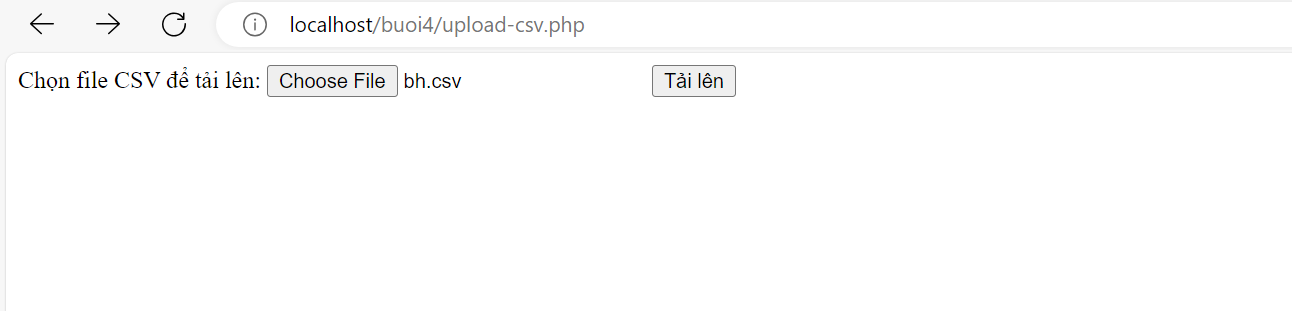 localhost/buoi4/upload-csv.php
Chọn file CSV để tải lên: Choose File bh.csv Tải lên